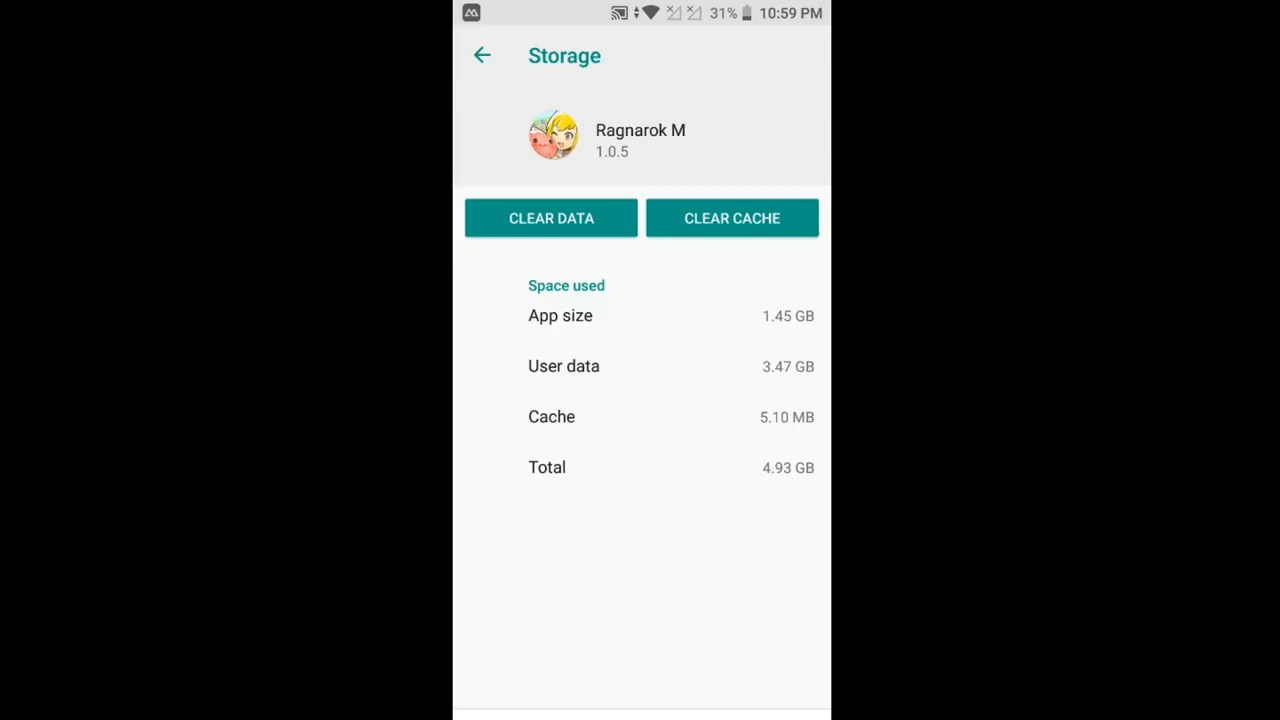 31% 10:59 PM
Storage
Ragnarok M
1.0.5
CLEAR DATA CLEAR CACHE
Space used
App size 1.45 GB
User data 3.47 GB
Cache 5.10 MB
Total 4.93 GB